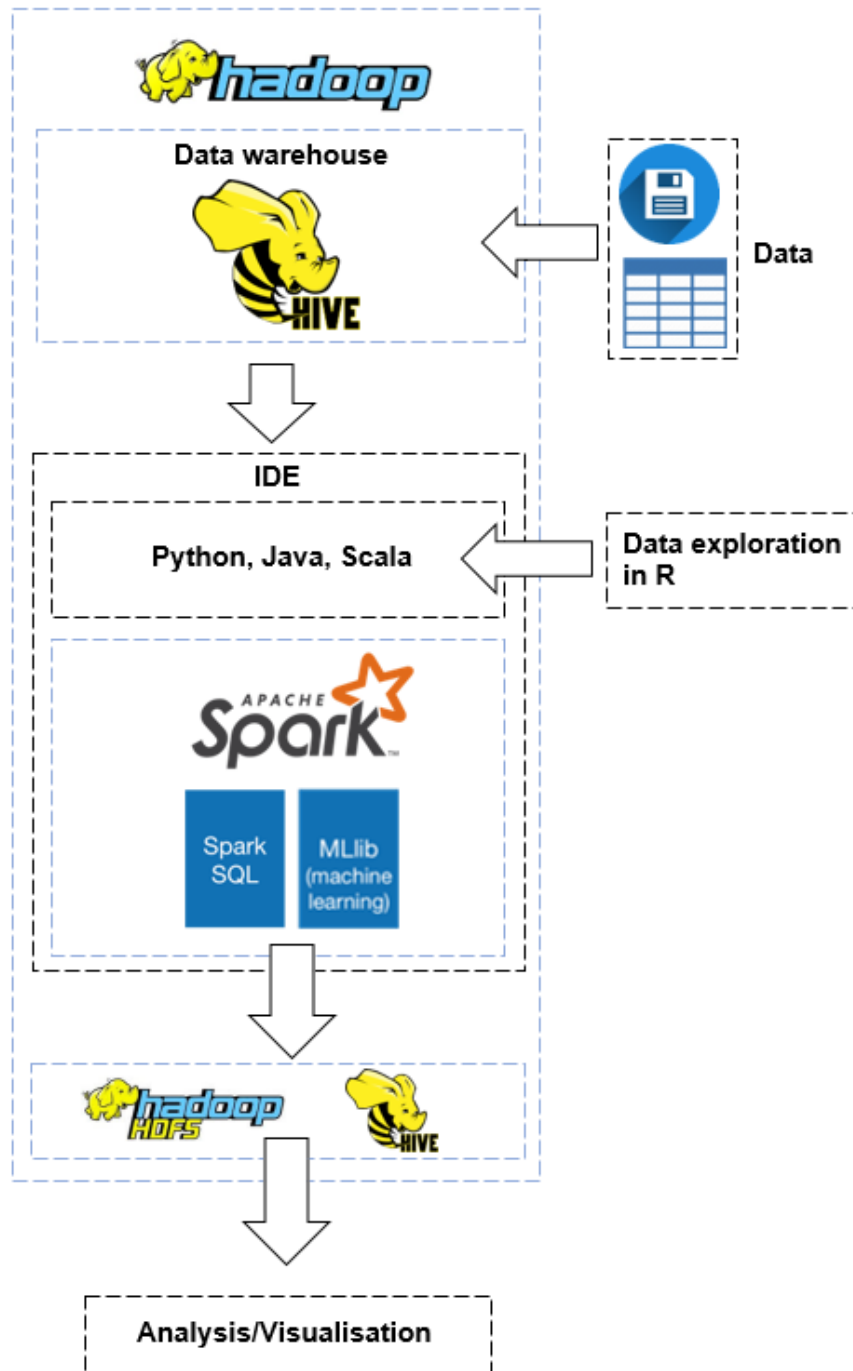 hadoop
Data warehouse
HIVE
Data
IDE
Python, Java, Scala
Data exploration
in R
APACHE
Spark™
Spark
SQL
MLlib
(machine
learning)
hadoop
HDFS
HIVE
Analysis/Visualisation